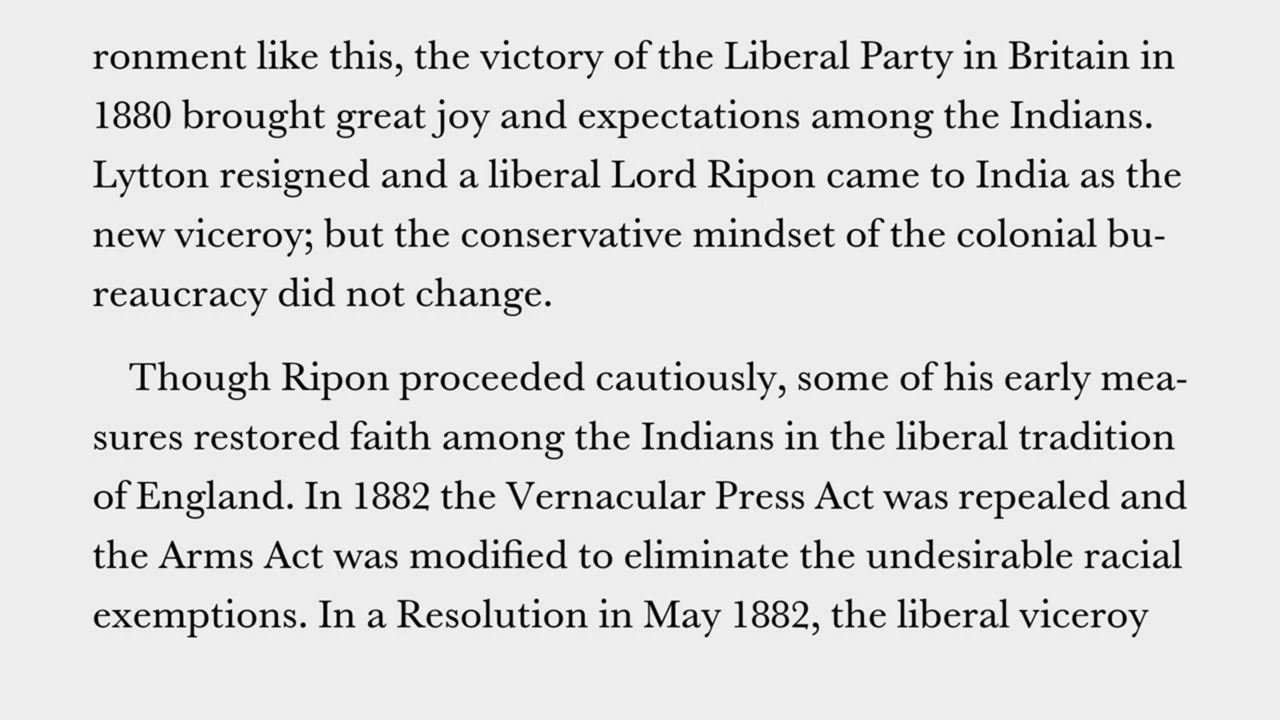 ronment like this, the victory of the Liberal Party in Britain in
1880 brought great joy and expectations among the Indians.
Lytton resigned and a liberal Lord Ripon came to India as the
new viceroy; but the conservative mindset of the colonial bu-
reaucracy did not change.
Though Ripon proceeded cautiously, some of his early mea-
sures restored faith among the Indians in the liberal tradition
of England. In 1882 the Vernacular Press Act was repealed and
the Arms Act was modified to eliminate the undesirable racial
exemptions. In a Resolution in May 1882, the liberal viceroy